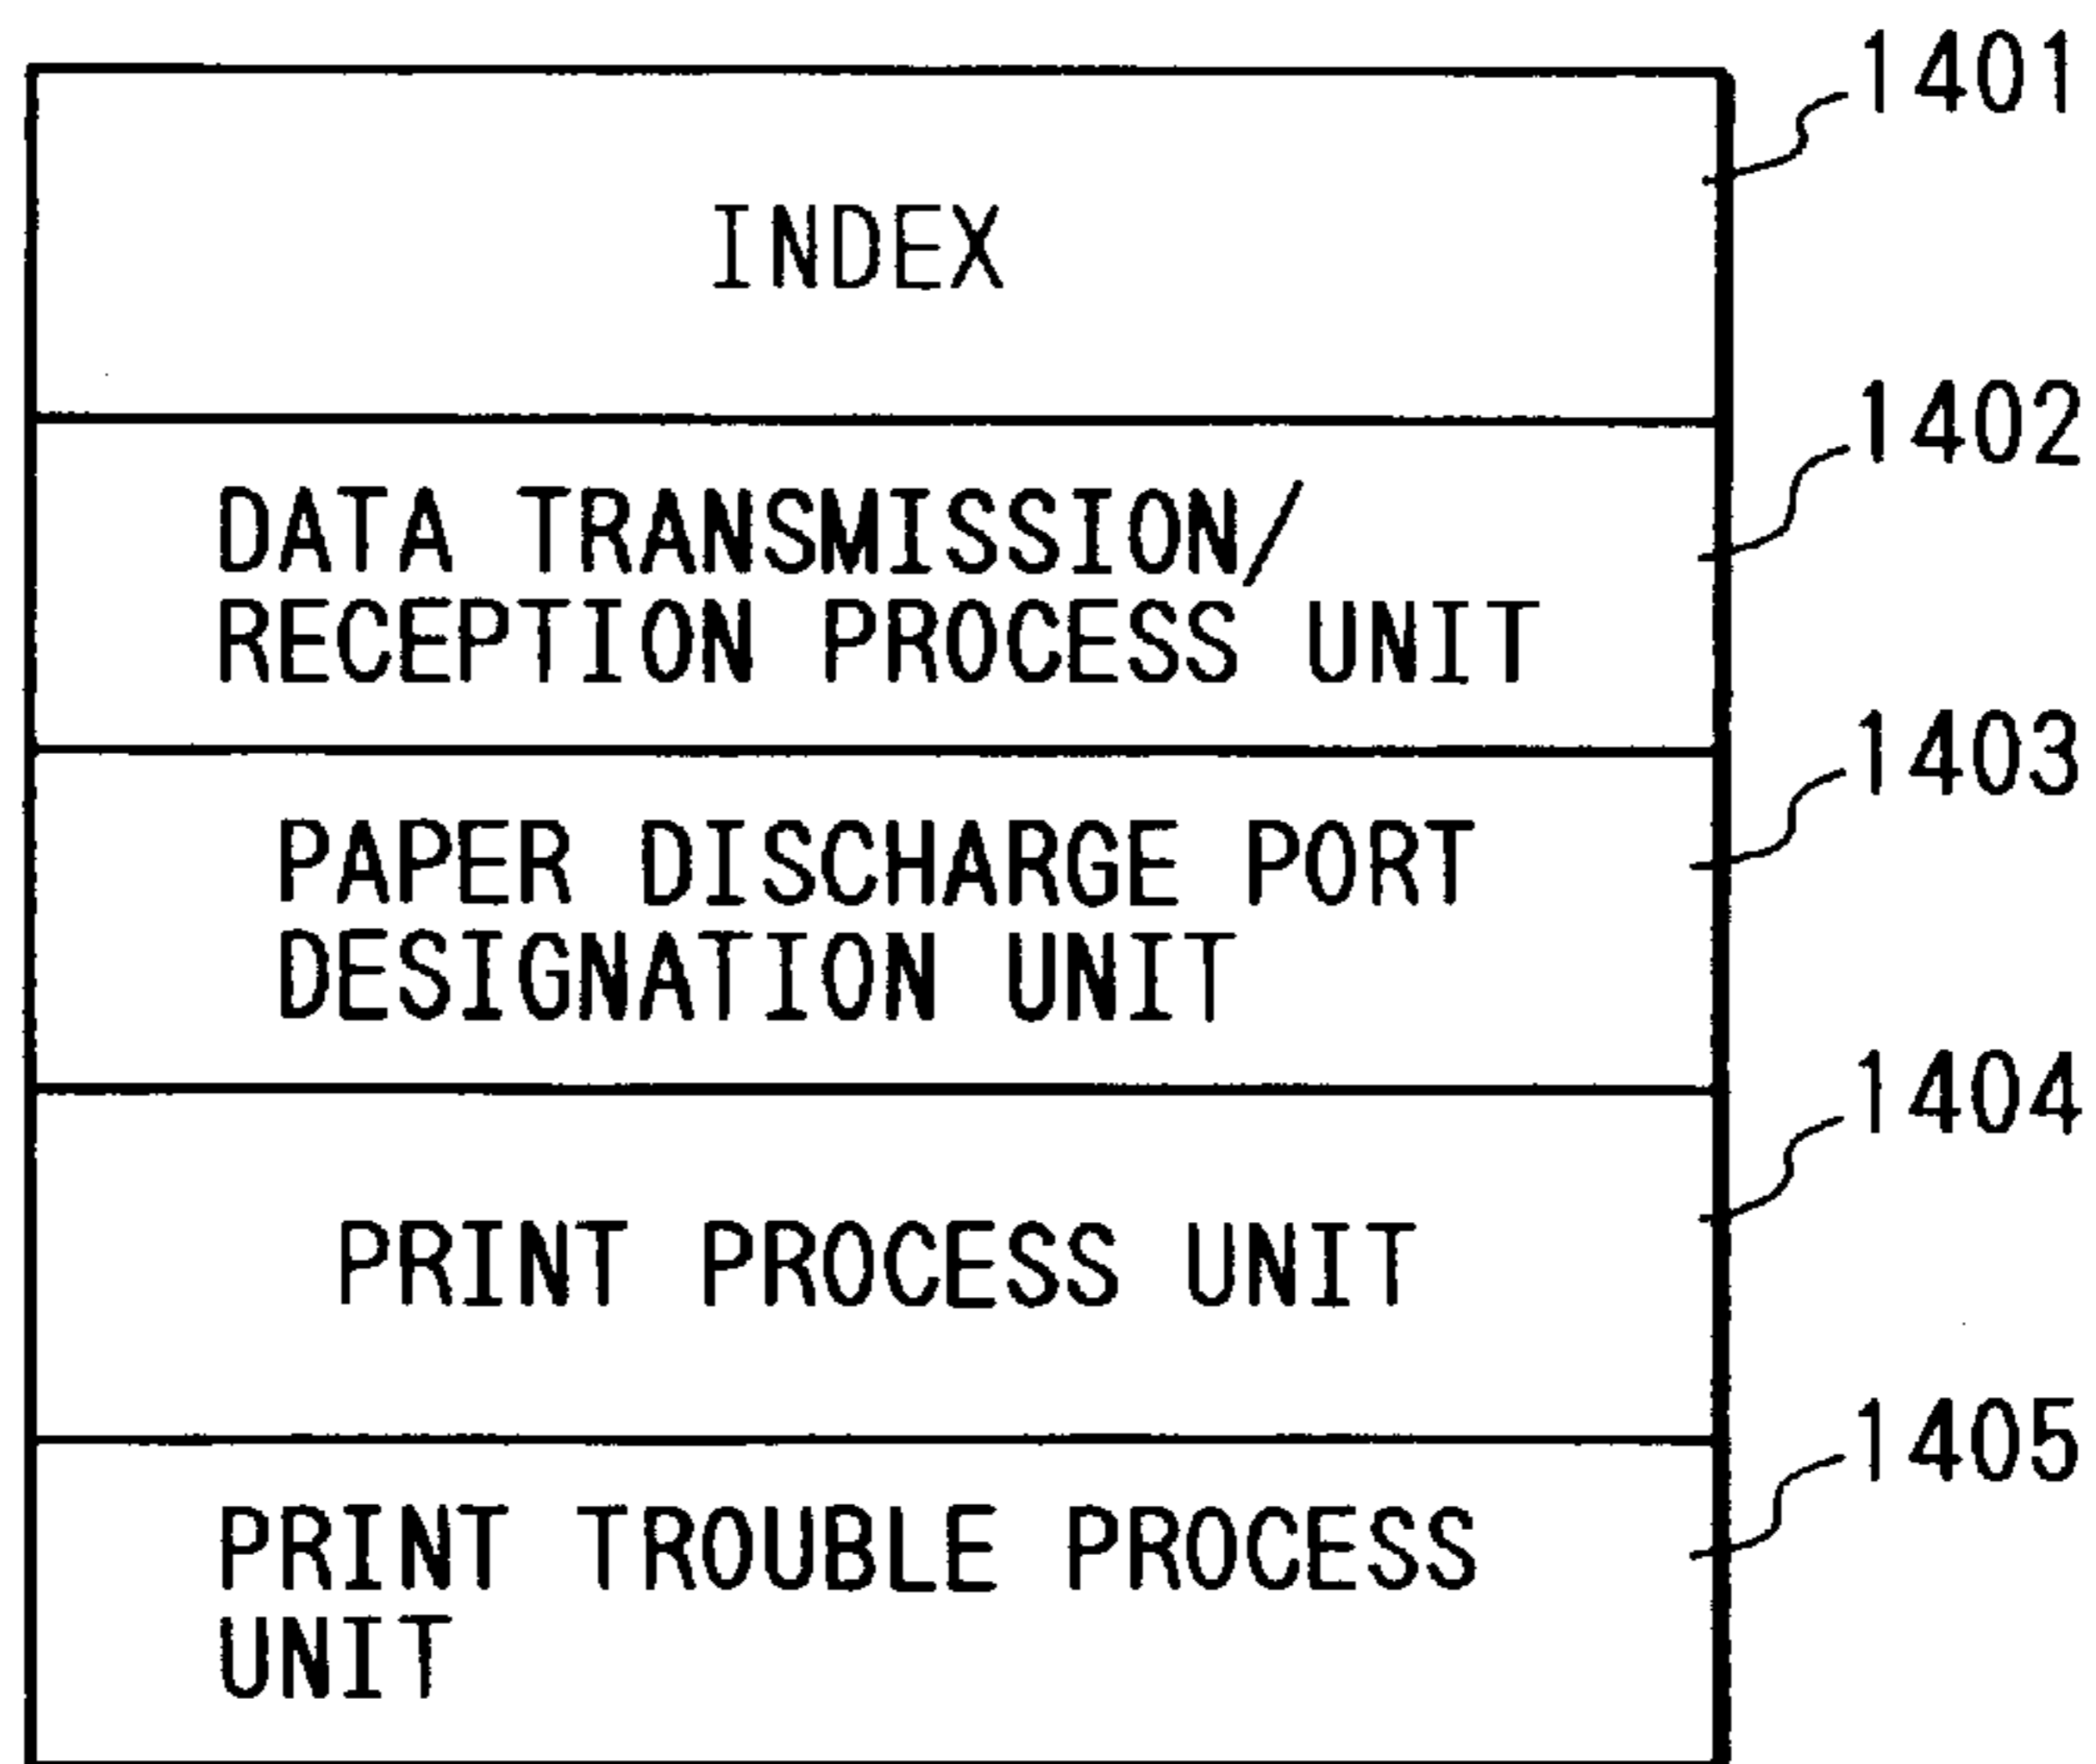 1401
INDEX
1402
DATA TRANSMISSION/
RECEPTION PROCESS UNIT
1403
PAPER DISCHARGE PORT
DESIGNATION UNIT
1404
PRINT PROCESS UNIT
1405
PRINT TROUBLE PROCESS
UNIT